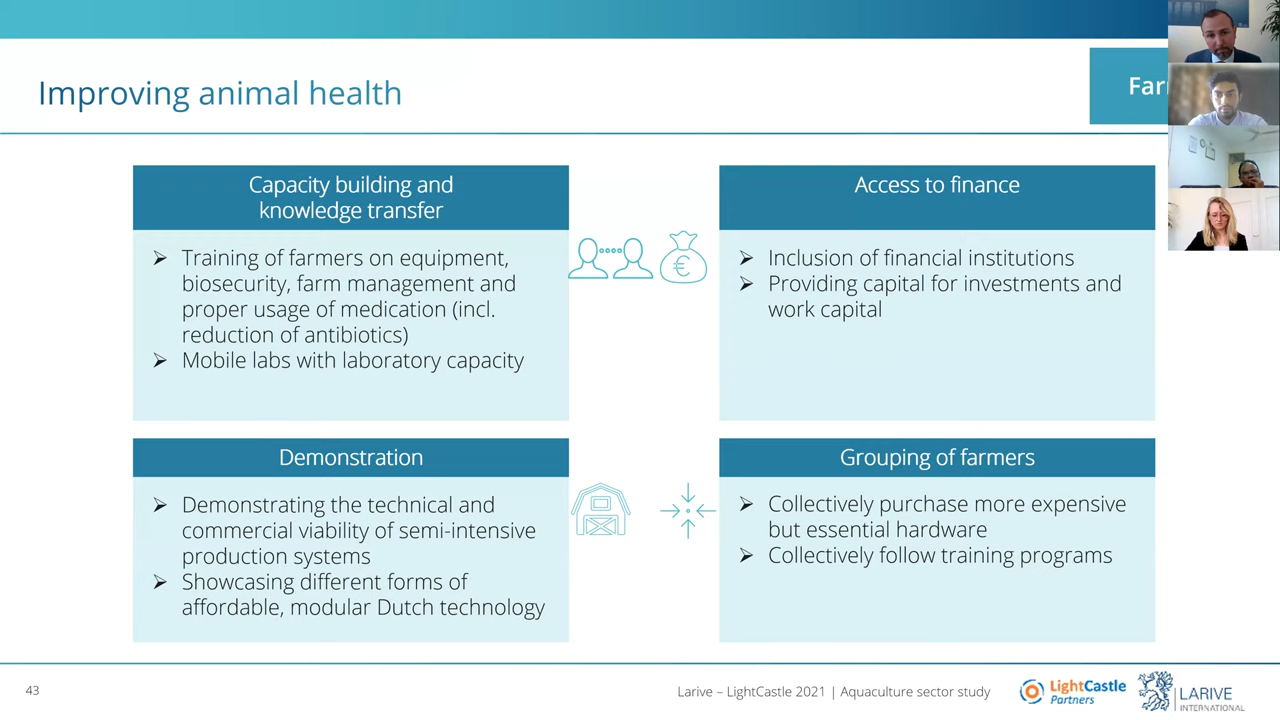 Improving animal health
Capacity building and
knowledge transfer
➢ Training of farmers on equipment,
biosecurity, farm management and
proper usage of medication (incl.
reduction of antibiotics)
➢ Mobile labs with laboratory capacity
Access to finance
➢ Inclusion of financial institutions
➢ Providing capital for investments and
work capital
€
Demonstration
➢ Demonstrating the technical and
commercial viability of semi-intensive
production systems
➢ Showcasing different forms of
affordable, modular Dutch technology
Grouping of farmers
➢ Collectively purchase more expensive
but essential hardware
➢ Collectively follow training programs
43
Larive – LightCastle 2021 | Aquaculture sector study
LightCastle
Partners
LARIVE
INTERNATIONAL